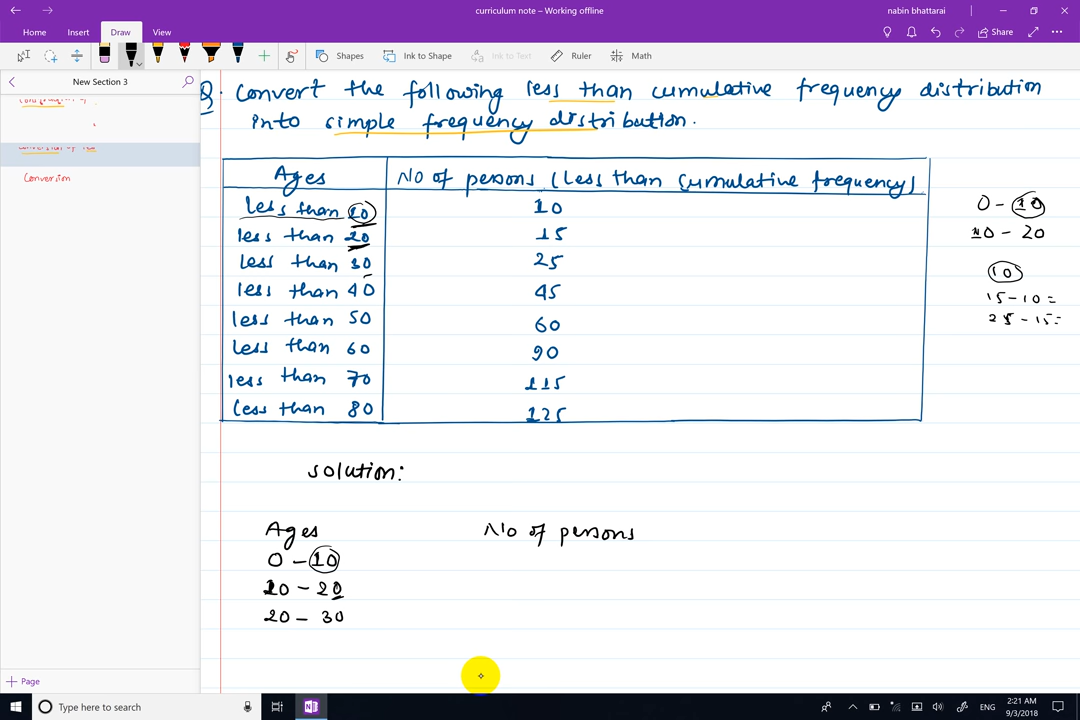 curriculum note – Working offline
nabin bhattarai
Home Insert Draw View
Share
Shapes Ink to Shape Ink to Text Ruler Math
New Section 3
Conversion
Page
Q. Convert the following less than cumulative frequency distribution
into simple frequency distribution.
Ages No of persons (less than cumulative frequency)
less than 10 10
less than 20 15
less than 30 25
less than 40 45
less than 50 60
less than 60 90
less than 70 115
less than 80 125
0 - 10
10 - 20
10
15 - 10 =
25 - 15 =
solution:
Ages No of persons
0 - 10
10 - 20
20 - 30
Type here to search
ENG
2:21 AM
9/3/2018